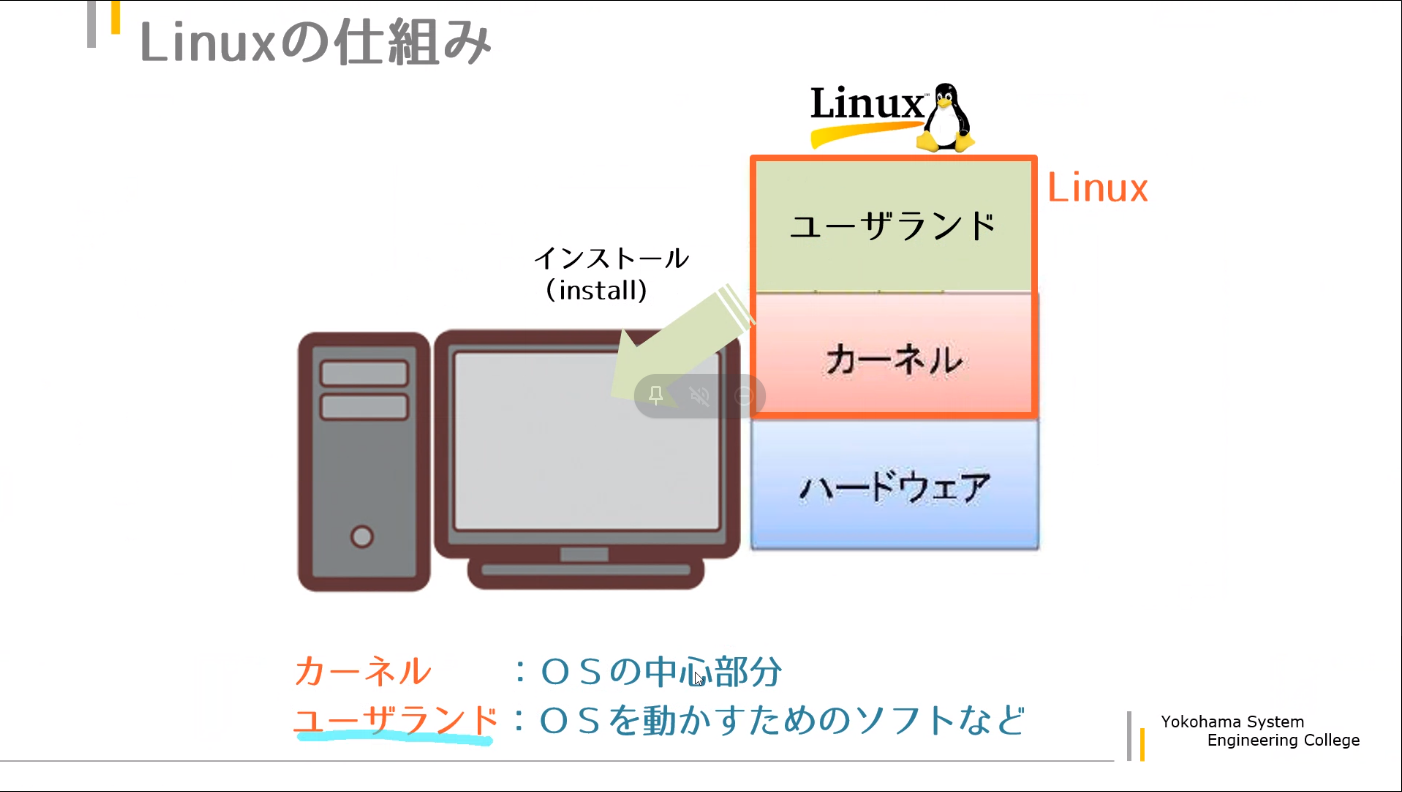 Linuxの仕組み
Linux
Linux
ユーザランド
インストール
（install)
カーネル
ハードウェア
カーネル　　：ＯＳの中心部分
ユーザランド：ＯＳを動かすためのソフトなど
Yokohama System
Engineering College